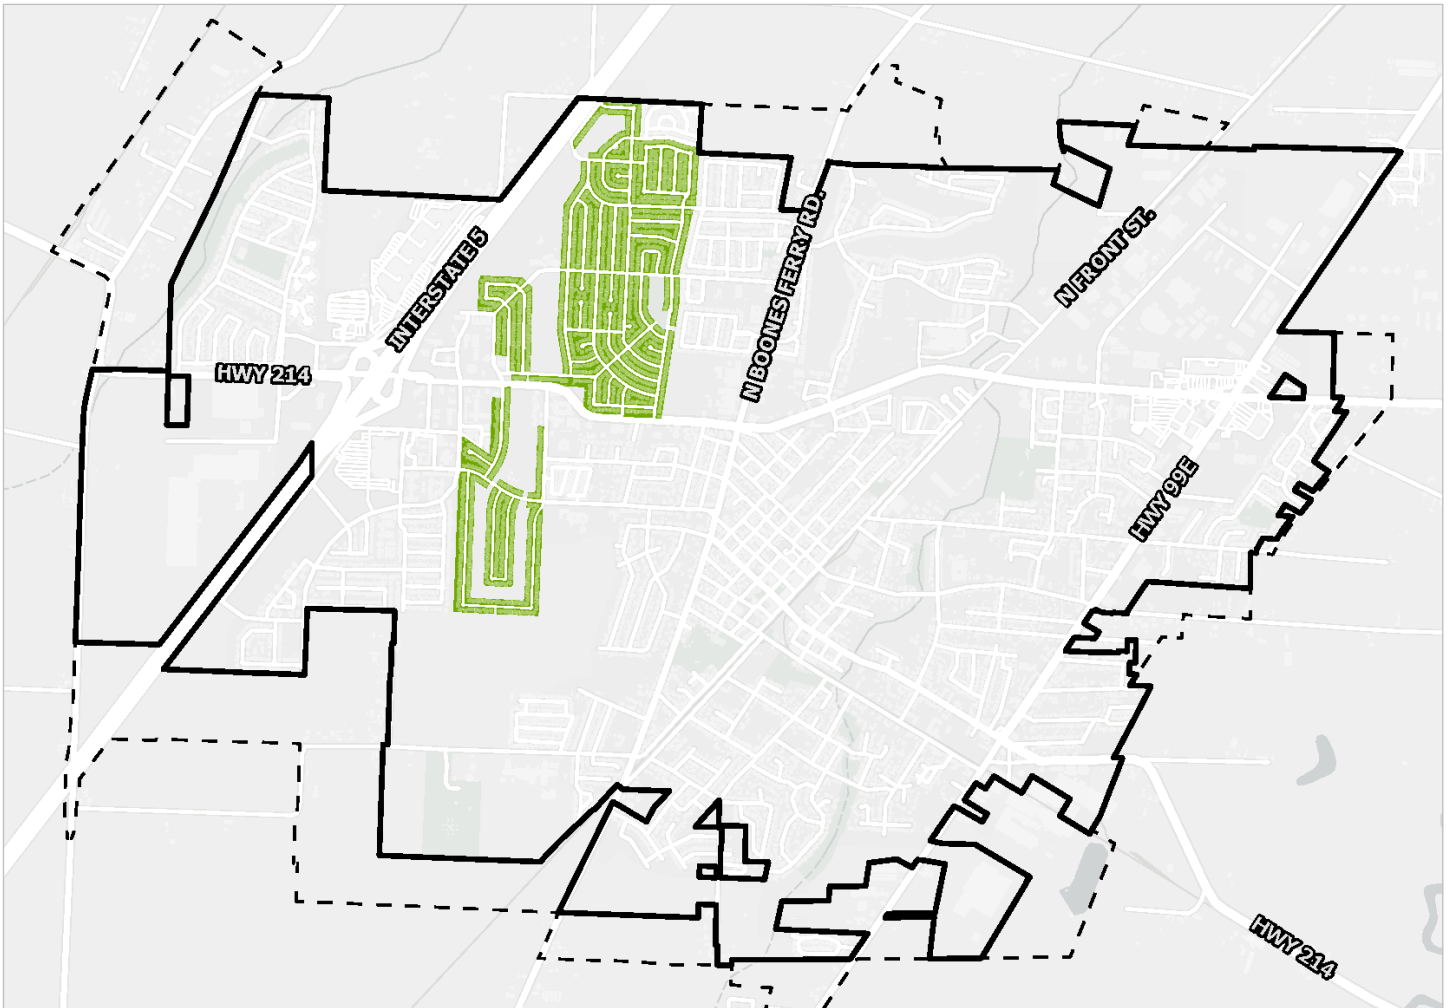 N FRONT ST.
INTERSTATE 5
N BOONES FERRY RD.
HWY 214
HWY 99E
HWY 214